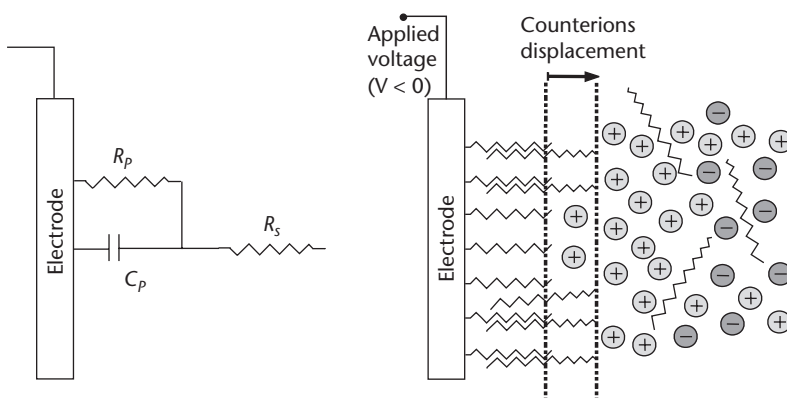 Electrode
R_P
C_P
R_s
Applied
voltage
(V < 0)
Counterions
displacement
Electrode